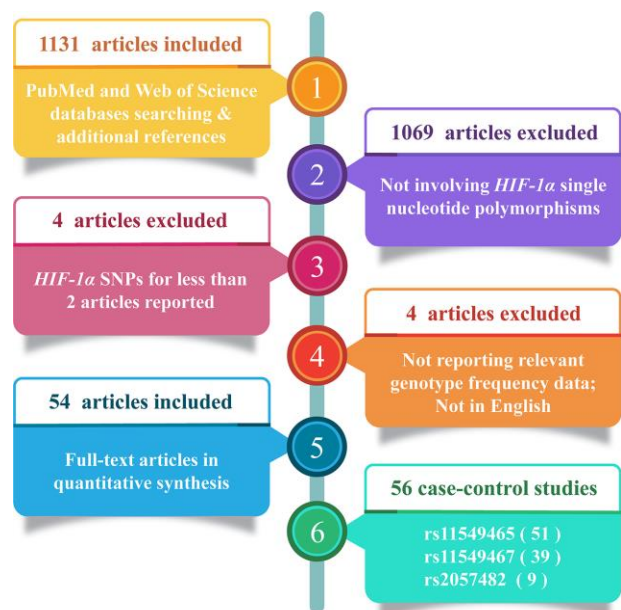 1131 articles included
PubMed and Web of Science
databases searching &
additional references
1
1069 articles excluded
Not involving HIF-1α single
nucleotide polymorphisms
2
4 articles excluded
HIF-1α SNPs for less than
2 articles reported
3
4 articles excluded
Not reporting relevant
genotype frequency data;
Not in English
4
54 articles included
Full-text articles in
quantitative synthesis
5
56 case-control studies
rs11549465 ( 51 )
rs11549467 ( 39 )
rs2057482 ( 9 )
6